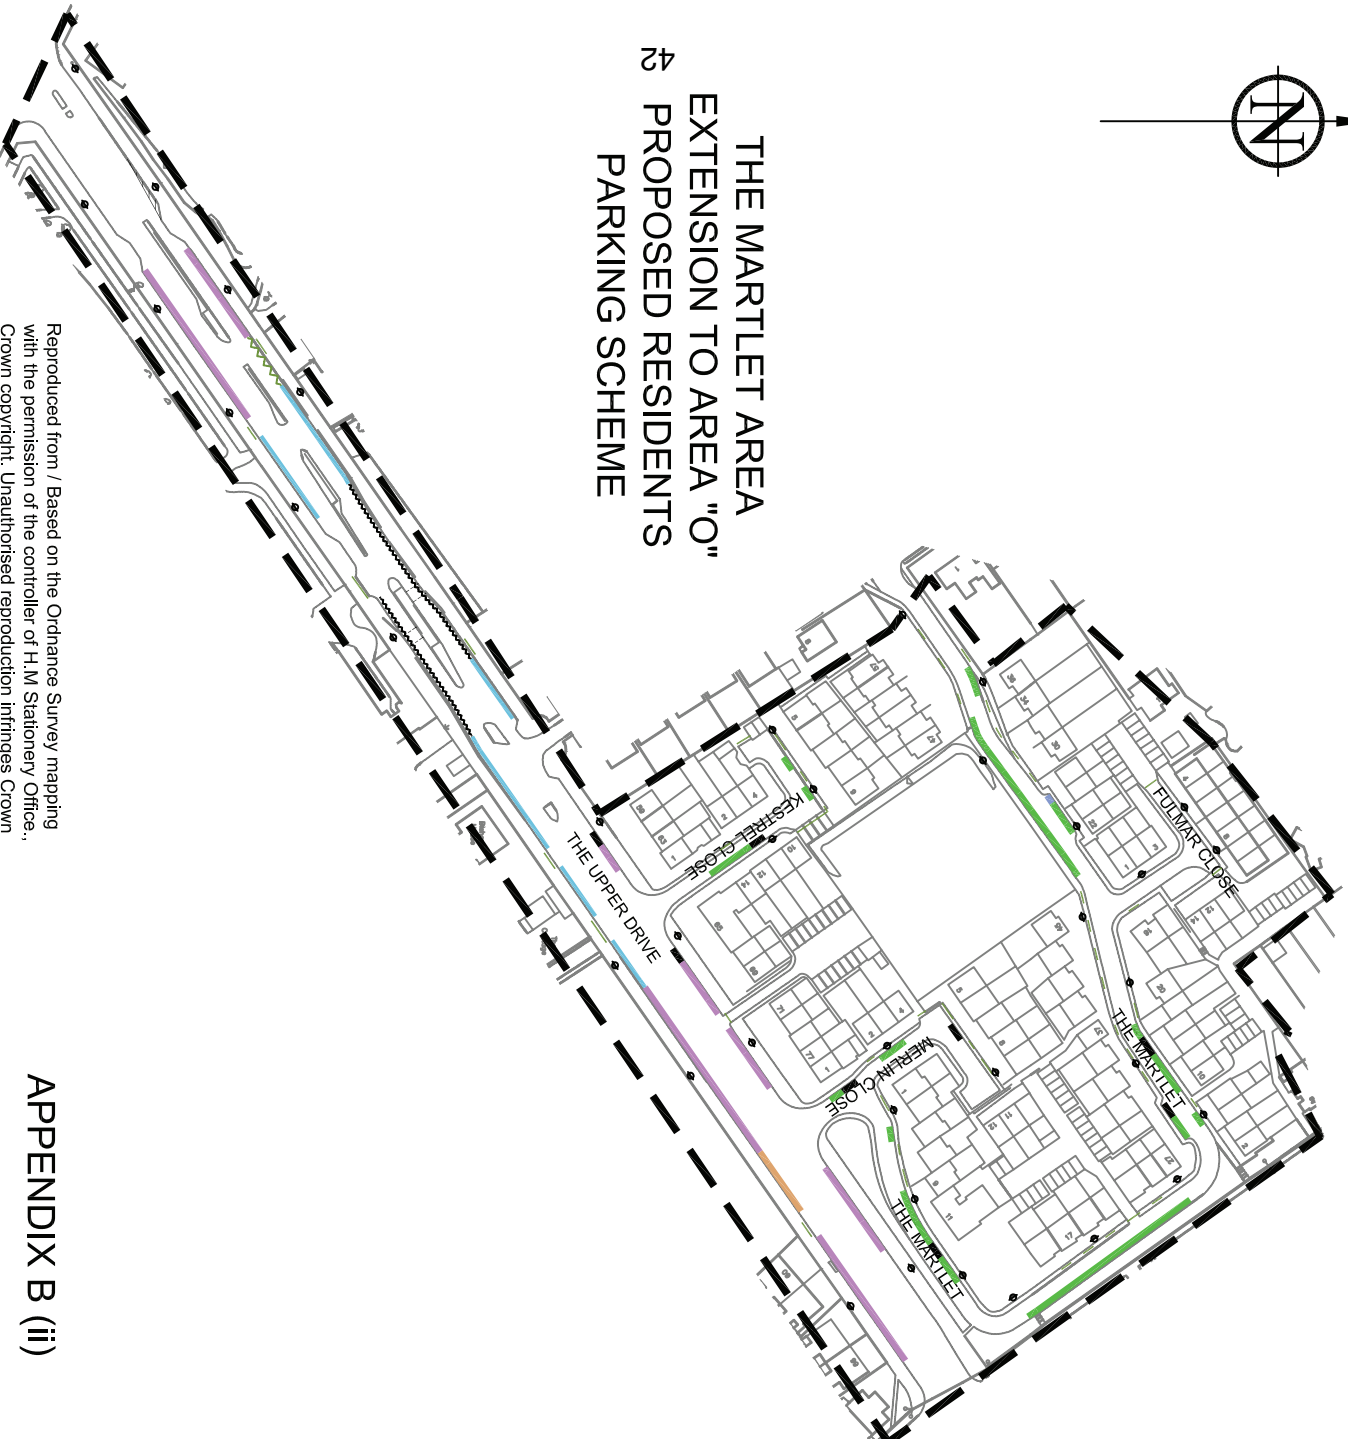 N
THE MARTLET AREA
EXTENSION TO AREA "O"
PROPOSED RESIDENTS
PARKING SCHEME
42
FULMAR CLOSE
KESTREL CLOSE
THE UPPER DRIVE
THE MARTLET
MERLIN CLOSE
THE MARTLET
Reproduced from / Based on the Ordnance Survey mapping
with the permission of the controller of H.M Stationery Office.,
Crown copyright. Unauthorised reproduction infringes Crown
APPENDIX B (ii)